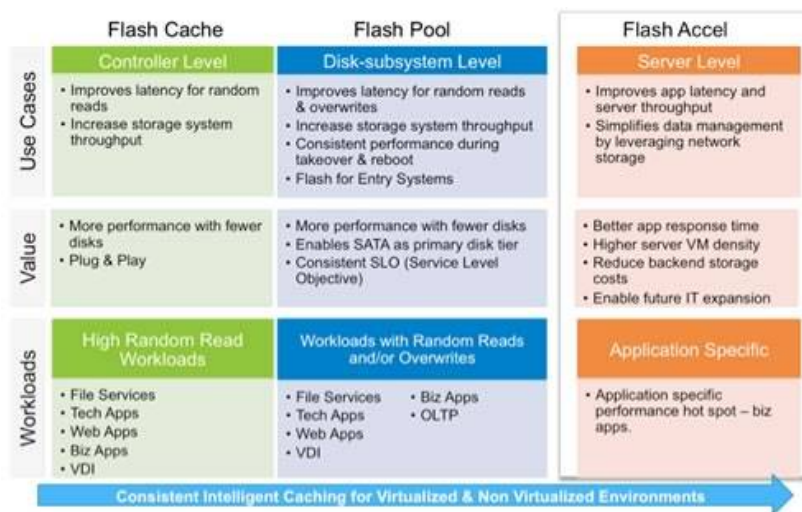 Flash Cache
Flash Pool
Flash Accel
Use Cases
Controller Level
• Improves latency for random
reads
• Increase storage system
throughput
Disk-subsystem Level
• Improves latency for random reads
& overwrites
• Increase storage system throughput
• Consistent performance during
takeover & reboot
• Flash for Entry Systems
Server Level
• Improves app latency and
server throughput
• Simplifies data management
by leveraging network
storage
Value
• More performance with fewer
disks
• Plug & Play
• More performance with fewer disks
• Enables SATA as primary disk tier
• Consistent SLO (Service Level
Objective)
• Better app response time
• Higher server VM density
• Reduce backend storage
costs
• Enable future IT expansion
Workloads
High Random Read
Workloads
• File Services
• Tech Apps
• Web Apps
• Biz Apps
• VDI
Workloads with Random Reads
and/or Overwrites
• File Services
• Tech Apps
• Web Apps
• VDI
• Biz Apps
• OLTP
Application Specific
• Application specific
performance hot spot – biz
apps.
Consistent Intelligent Caching for Virtualized & Non Virtualized Environments